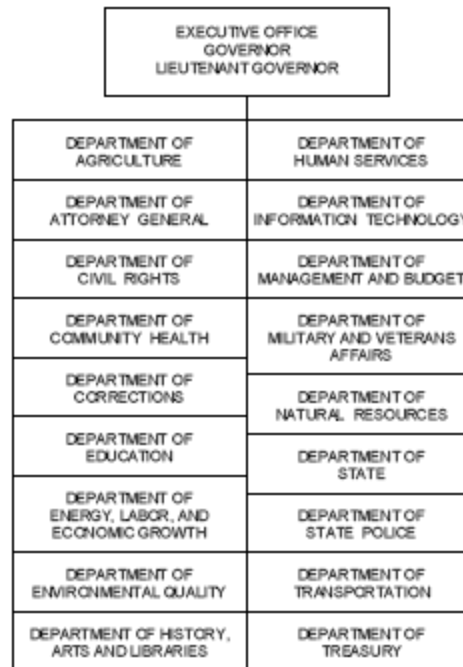 EXECUTIVE OFFICE
GOVERNOR
LIEUTENANT GOVERNOR
DEPARTMENT OF
AGRICULTURE
DEPARTMENT OF
ATTORNEY GENERAL
DEPARTMENT OF
CIVIL RIGHTS
DEPARTMENT OF
COMMUNITY HEALTH
DEPARTMENT OF
CORRECTIONS
DEPARTMENT OF
EDUCATION
DEPARTMENT OF
ENERGY, LABOR, AND
ECONOMIC GROWTH
DEPARTMENT OF
ENVIRONMENTAL QUALITY
DEPARTMENT OF HISTORY,
ARTS AND LIBRARIES
DEPARTMENT OF
HUMAN SERVICES
DEPARTMENT OF
INFORMATION TECHNOLOGY
DEPARTMENT OF
MANAGEMENT AND BUDGET
DEPARTMENT OF
MILITARY AND VETERANS
AFFAIRS
DEPARTMENT OF
NATURAL RESOURCES
DEPARTMENT OF
STATE
DEPARTMENT OF
STATE POLICE
DEPARTMENT OF
TRANSPORTATION
DEPARTMENT OF
TREASURY